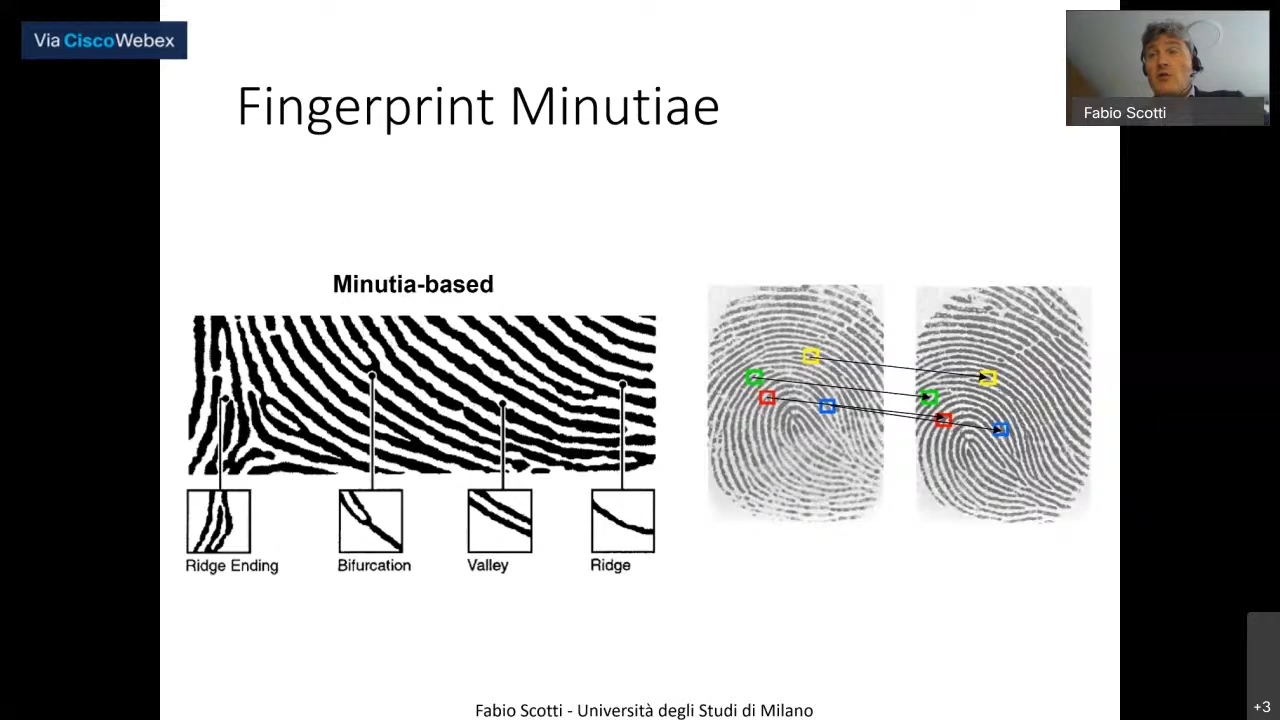 Via CiscoWebex
Fabio Scotti
Fingerprint Minutiae
Minutia-based
Ridge Ending
Bifurcation
Valley
Ridge
Fabio Scotti - Università degli Studi di Milano
+3